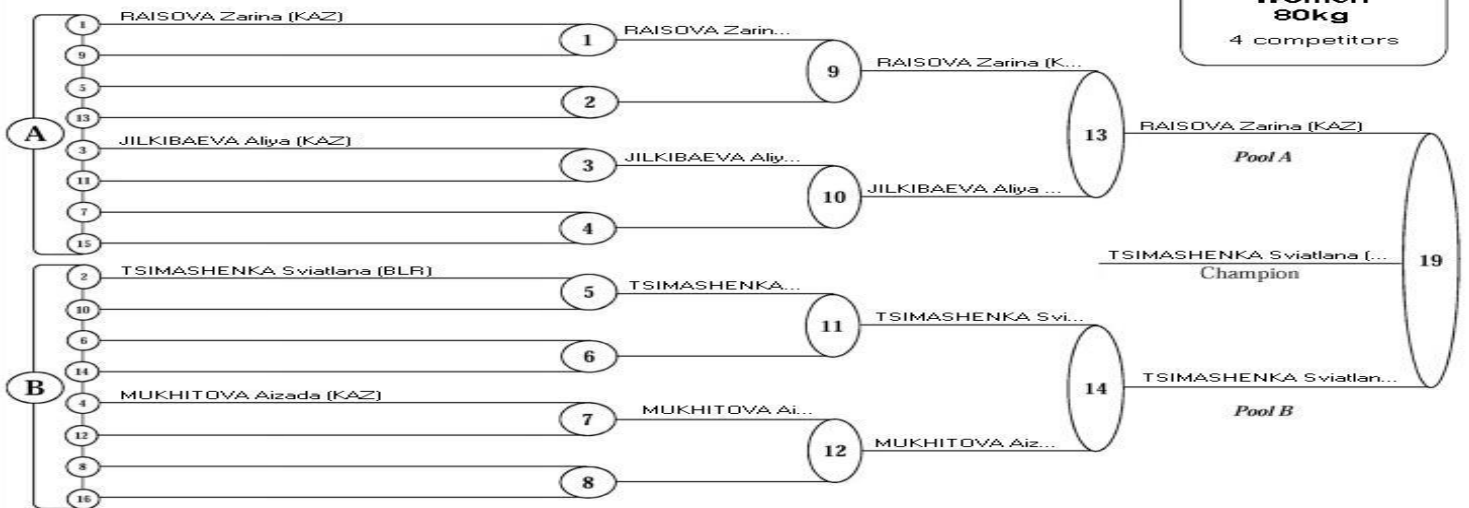 Women
80kg
4 competitors
A
1 RAISOVA Zarina (KAZ)
9
5
13
3 JILKIBAEVA Aliya (KAZ)
11
7
15
B
2 TSIMASHENKA Sviatlana (BLR)
10
6
14
4 MUKHITOVA Aizada (KAZ)
12
8
16
1 RAISOVA Zarin...
2
3 JILKIBAEVA Aliy...
4
5 TSIMASHENKA...
6
7 MUKHITOVA Ai...
8
9 RAISOVA Zarina (K...
10 JILKIBAEVA Aliya ...
11 TSIMASHENKA Svi...
12 MUKHITOVA Aiz...
13 RAISOVA Zarina (KAZ)
Pool A
14 TSIMASHENKA Sviatlan...
Pool B
TSIMASHENKA Sviatlana (...
Champion
19